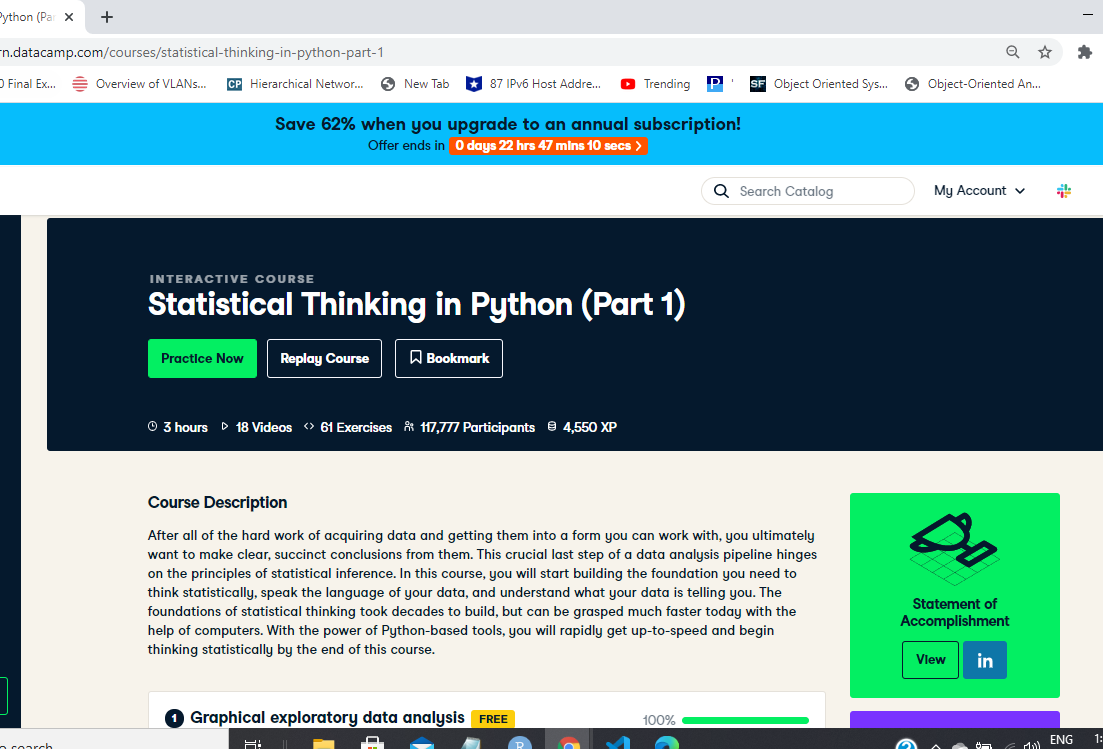 Python (Pa
rn.datacamp.com/courses/statistical-thinking-in-python-part-1
0 Final Ex...
Overview of VLANs...
CP Hierarchical Networ...
New Tab
87 IPv6 Host Addre...
Trending
P '
SF Object Oriented Sys...
Object-Oriented An...
Save 62% when you upgrade to an annual subscription!
Offer ends in 0 days 22 hrs 47 mins 10 secs
Search Catalog
My Account
INTERACTIVE COURSE
Statistical Thinking in Python (Part 1)
Practice Now
Replay Course
Bookmark
3 hours 18 Videos 61 Exercises 117,777 Participants 4,550 XP
Course Description
After all of the hard work of acquiring data and getting them into a form you can work with, you ultimately
want to make clear, succinct conclusions from them. This crucial last step of a data analysis pipeline hinges
on the principles of statistical inference. In this course, you will start building the foundation you need to
think statistically, speak the language of your data, and understand what your data is telling you. The
foundations of statistical thinking took decades to build, but can be grasped much faster today with the
help of computers. With the power of Python-based tools, you will rapidly get up-to-speed and begin
thinking statistically by the end of this course.
Statement of
Accomplishment
View
in
1 Graphical exploratory data analysis FREE
100%
o search
R
ENG